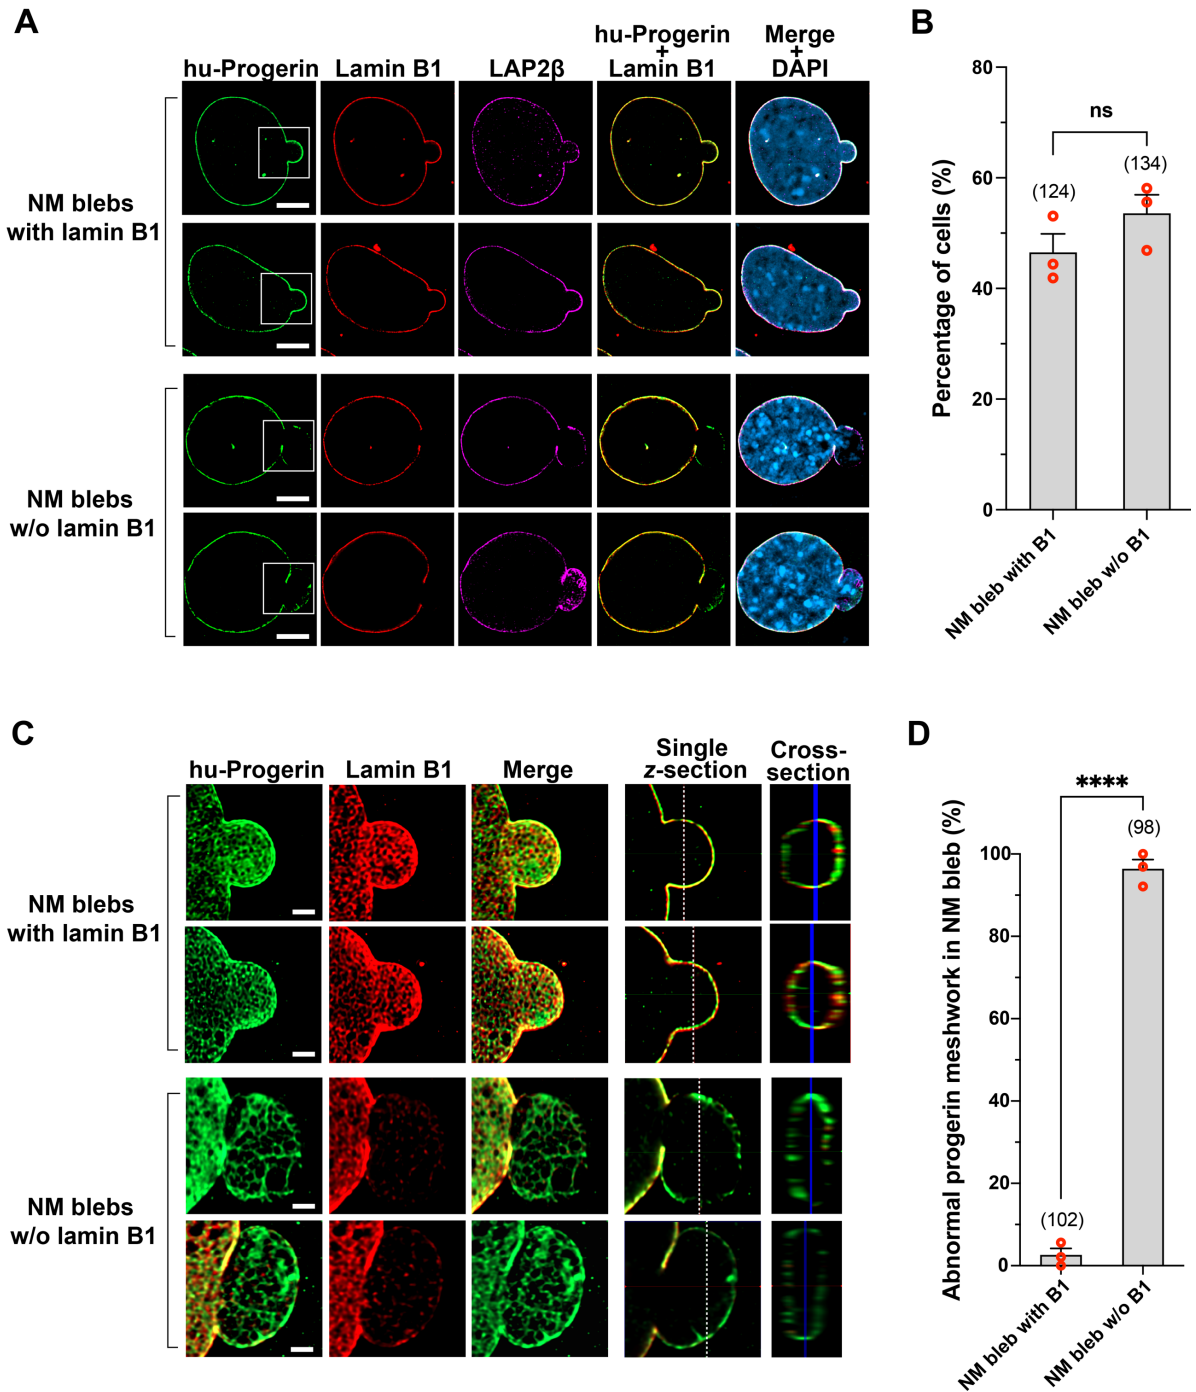 A
hu-Progerin
Lamin B1
LAP2β
hu-Progerin
+
Lamin B1
Merge
+
DAPI
NM blebs
with lamin B1
NM blebs
w/o lamin B1
B
Percentage of cells (%)
80
60
40
20
0
ns
(124)
(134)
NM bleb with B1
NM bleb w/o B1
C
hu-Progerin
Lamin B1
Merge
Single
z-section
Cross-
section
NM blebs
with lamin B1
NM blebs
w/o lamin B1
D
Abnormal progerin meshwork in NM bleb (%)
100
80
60
40
20
0
****
(98)
(102)
NM bleb with B1
NM bleb w/o B1